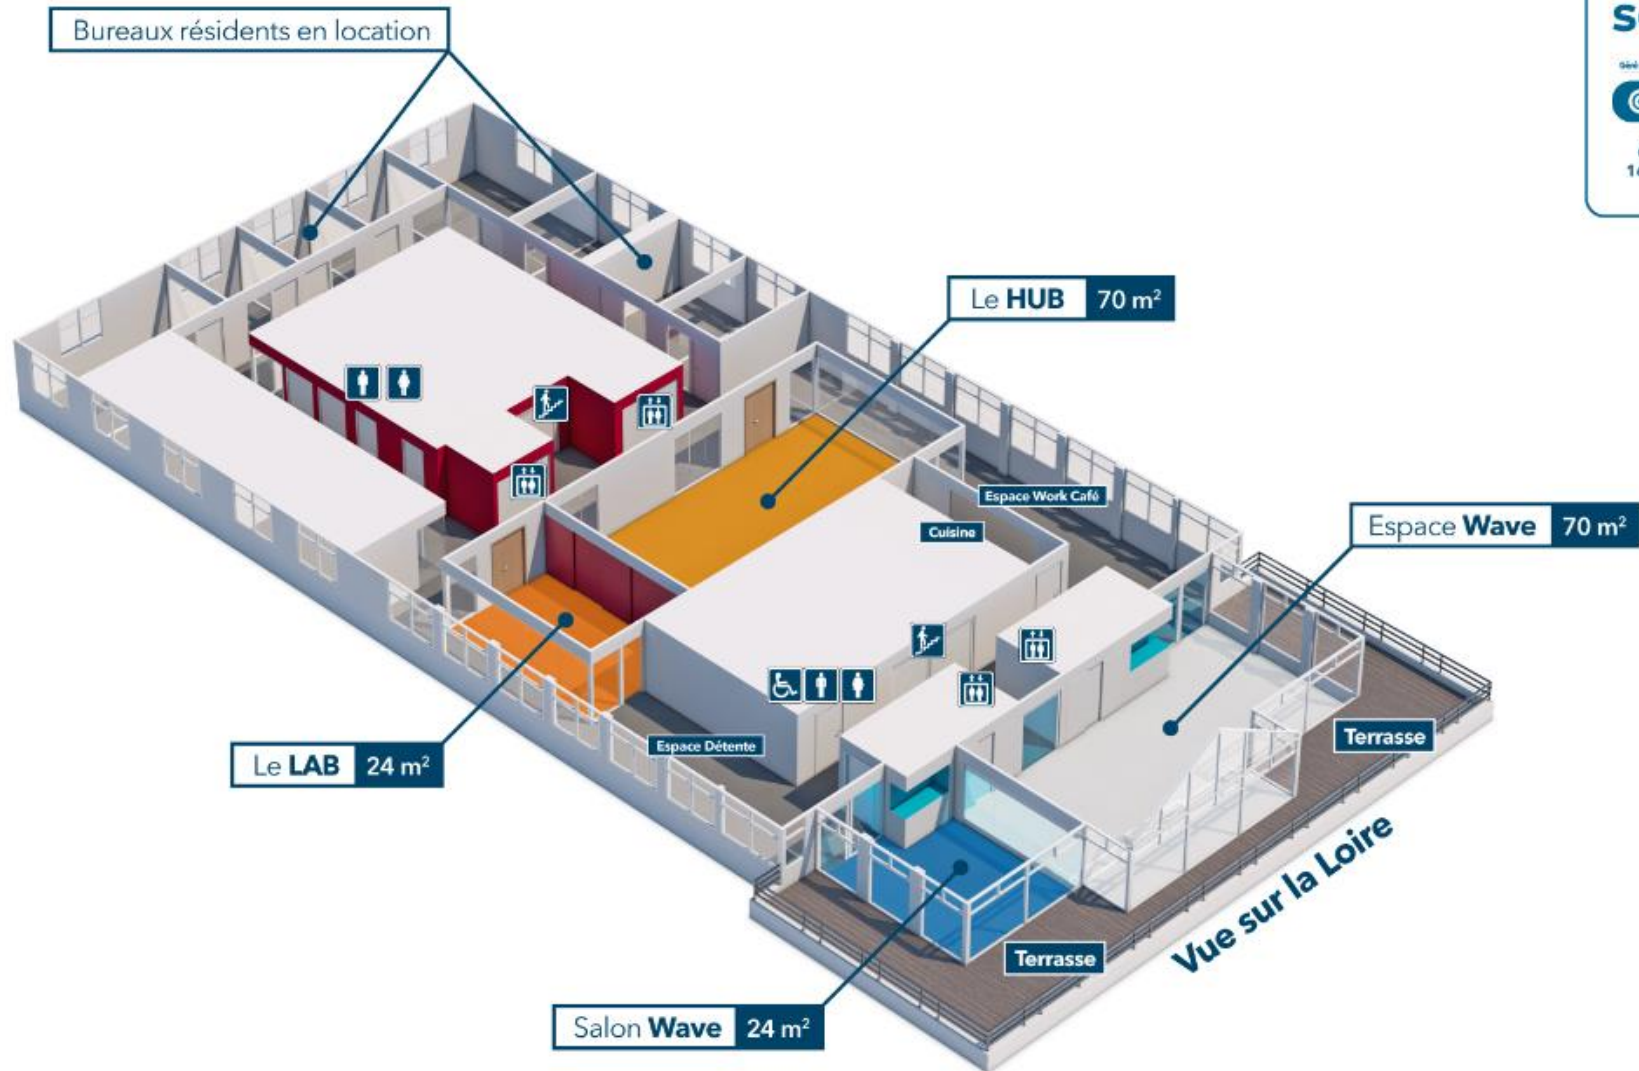 Bureaux résidents en location
Le HUB 70 m²
Espace Work Café
Cuisine
Espace Wave 70 m²
Le LAB 24 m²
Espace Détente
Terrasse
Vue sur la Loire
Terrasse
Salon Wave 24 m²